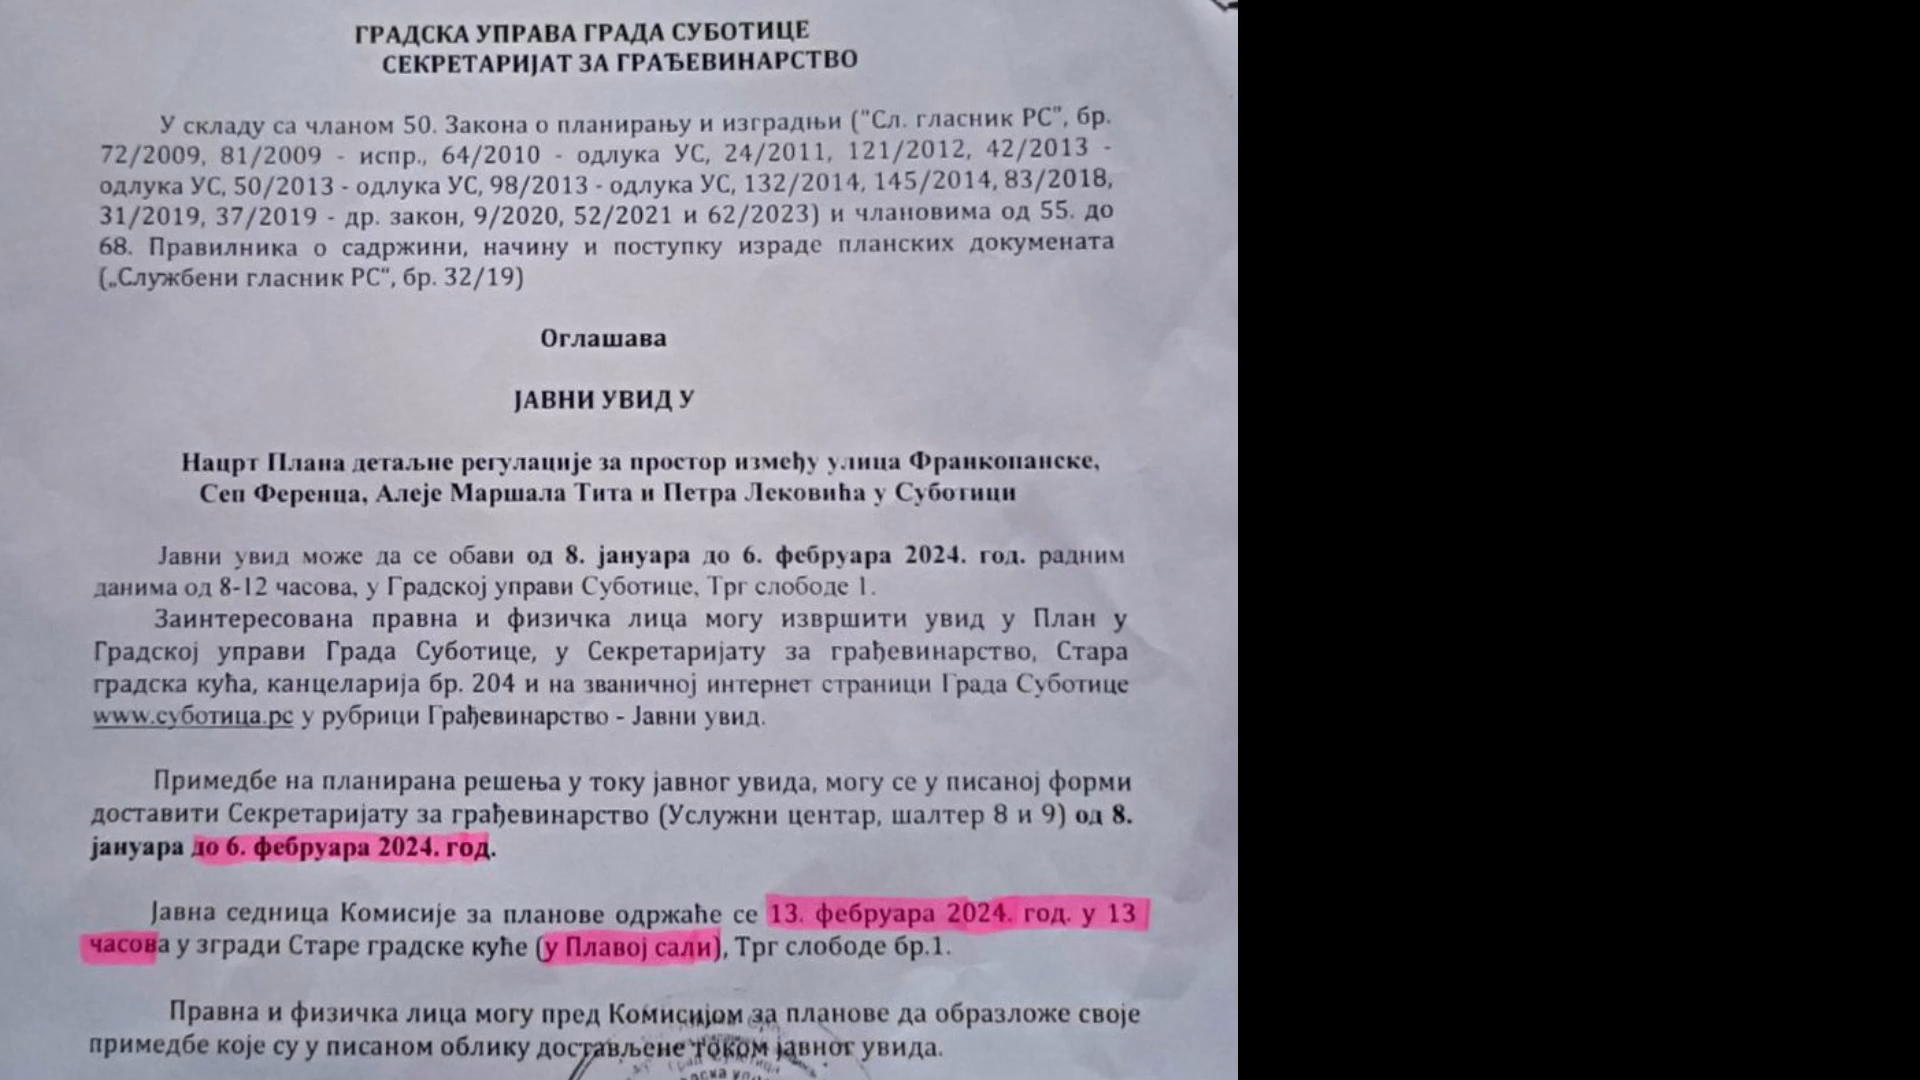 ГРАДСКА УПРАВА ГРАДА СУБОТИЦЕ
СЕКРЕТАРИЈАТ ЗА ГРАЂЕВИНАРСТВО
У складу са чланом 50. Закона о планирању и изградњи ("Сл. гласник РС", бр.
72/2009, 81/2009 - испр., 64/2010 - одлука УС, 24/2011, 121/2012, 42/2013 -
одлука УС, 50/2013 - одлука УС, 98/2013 - одлука УС, 132/2014, 145/2014, 83/2018,
31/2019, 37/2019 - др. закон, 9/2020, 52/2021 и 62/2023) и члановима од 55. до
68. Правилника о садржини, начину и поступку израде планских докумената
(„Службени гласник РС“, бр. 32/19)
Оглашава
ЈАВНИ УВИД У
Нацрт Плана детаљне регулације за простор између улица Франкопанске,
Сеп Ференца, Алеје Маршала Тита и Петра Лековића у Суботици
Јавни увид може да се обави од 8. јануара до 6. фебруара 2024. год. радним
данима од 8-12 часова, у Градској управи Суботице, Трг слободе 1.
Заинтересована правна и физичка лица могу извршити увид у План у
Градској управи Града Суботице, у Секретаријату за грађевинарство, Стара
градска кућа, канцеларија бр. 204 и на званичној интернет страници Града Суботице
www.суботица.рс у рубрици Грађевинарство - Јавни увид.
Примедбе на планирана решења у току јавног увида, могу се у писаној форми
доставити Секретаријату за грађевинарство (Услужни центар, шалтер 8 и 9) од 8.
јануара до 6. фебруара 2024. год.
Јавна седница Комисије за планове одржаће се 13. фебруара 2024. год. у 13
часова у згради Старе градске куће (у Плавој сали), Трг слободе бр.1.
Правна и физичка лица могу пред Комисијом за планове да образложе своје
примедбе које су у писаном облику достављене током јавног увида.
Град Суботица